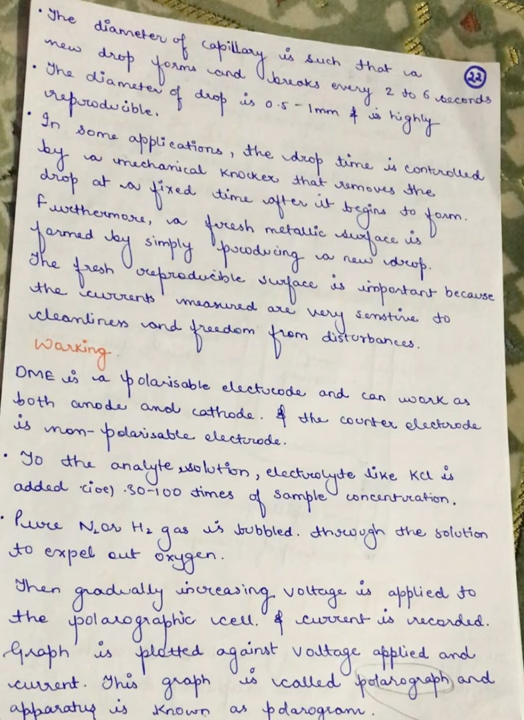 • The diameter of capillary is such that a
new drop forms and breaks every 2 to 6 seconds
22
• The diameter of drop is 0.5 - 1mm & is highly
reproducible.
• In some applications, the drop time is controlled
by a mechanical knocker that removes the
drop at a fixed time after it begins to form.
Furthermore, a fresh metallic surface is
formed by simply producing a new drop.
The fresh reproducible surface is important because
the currents measured are very senstive to
cleanliness and freedom from disturbances.
Working
DME is a polarisable electrode and can work as
both anode and cathode. & the counter electrode
is non-polarisable electrode.
• To the analyte solution, electrolyte like KCl is
added (ioe) 30-100 times of sample concentration.
• Pure N₂ or H₂ gas is bubbled. through the solution
to expel out oxygen.
Then gradually increasing voltage is applied to
the polarographic cell. & current is recorded.
Graph is plotted against voltage applied and
current. This graph is called polarograph and
apparatus is known as polarogram.